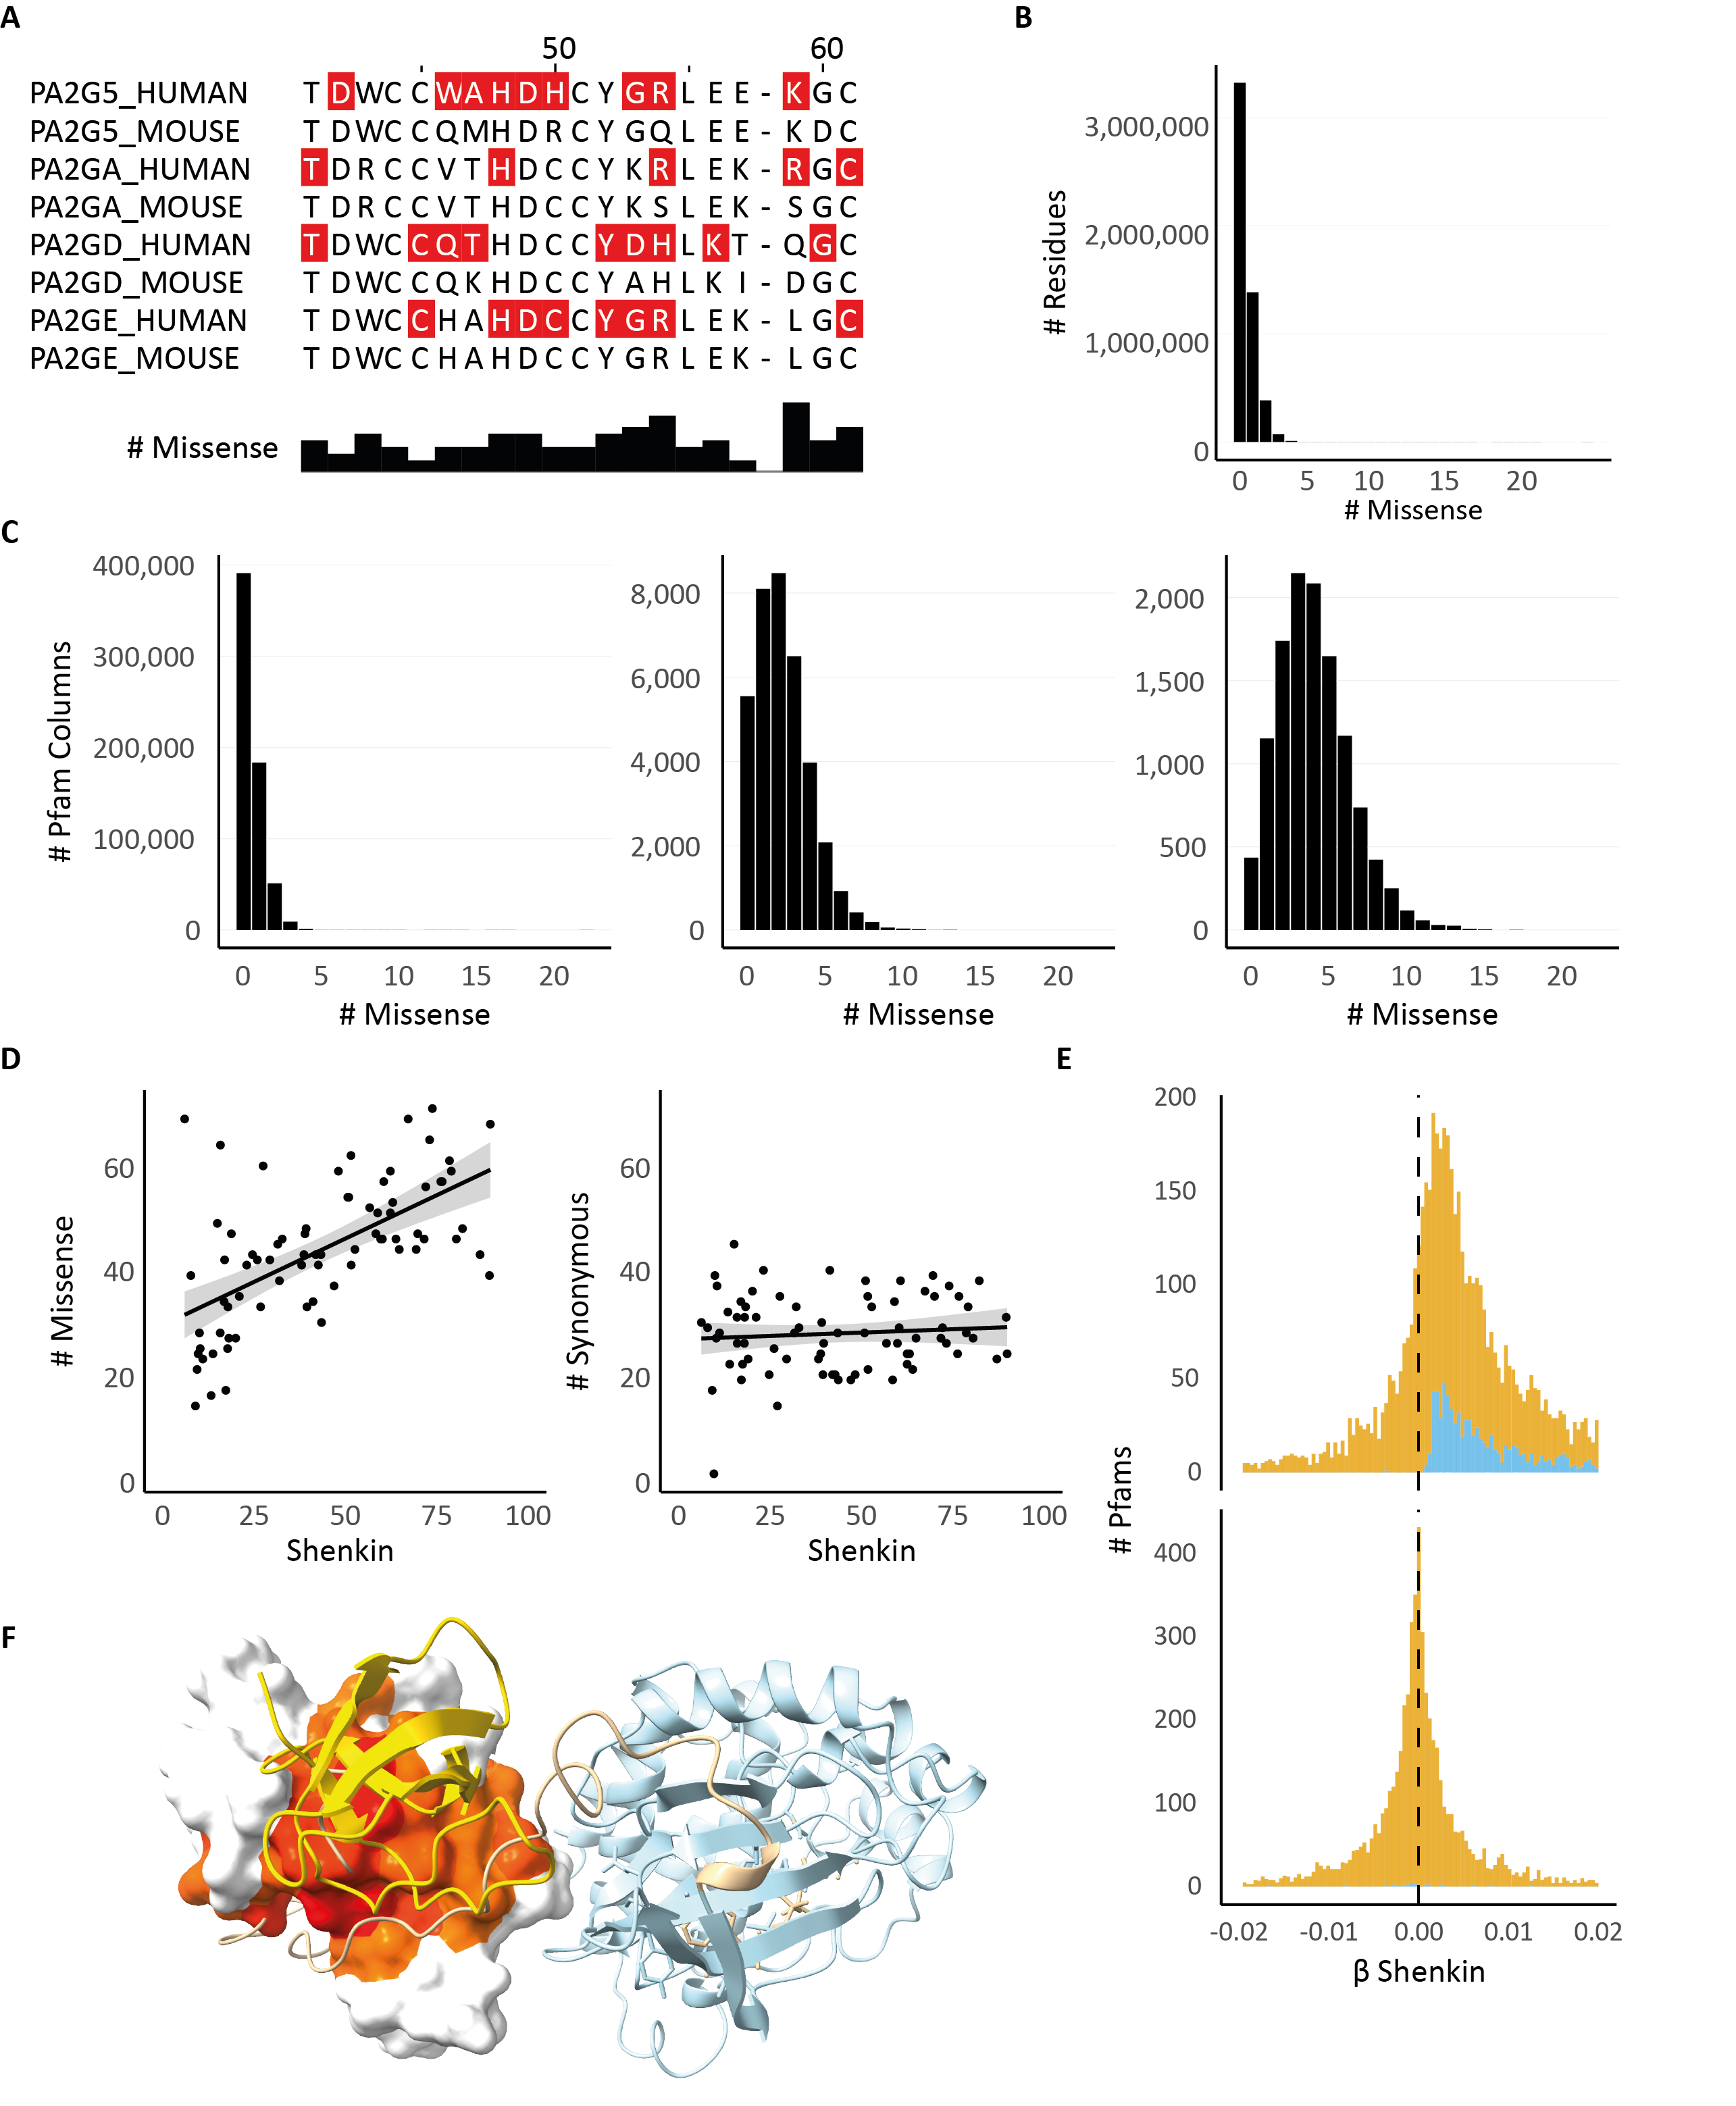 A
50 60
PA2G5_HUMAN T D W C C W A H D H C Y G R L E E - K G C
PA2G5_MOUSE T D W C C Q M H D R C Y G Q L E E - K D C
PA2GA_HUMAN T D R C C V T H D C C Y K R L E K - R G C
PA2GA_MOUSE T D R C C V T H D C C Y K S L E K - S G C
PA2GD_HUMAN T D W C C Q T H D C C Y D H L K T - Q G C
PA2GD_MOUSE T D W C C Q K H D C C Y A H L K I - D G C
PA2GE_HUMAN T D W C C H A H D C C Y G R L E K - L G C
PA2GE_MOUSE T D W C C H A H D C C Y G R L E K - L G C
# Missense
B
# Residues
3,000,000
2,000,000
1,000,000
0
0 5 10 15 20
# Missense
C
# Pfam Columns
400,000
300,000
200,000
100,000
0
0 5 10 15 20
# Missense
8,000
6,000
4,000
2,000
0
0 5 10 15 20
# Missense
2,000
1,500
1,000
500
0
0 5 10 15 20
# Missense
D
# Missense
60
40
20
0
0 25 50 75 100
Shenkin
# Synonymous
60
40
20
0
0 25 50 75 100
Shenkin
E
# Pfams
200
150
100
50
0
400
300
200
100
0
-0.02 -0.01 0.00 0.01 0.02
β Shenkin
F